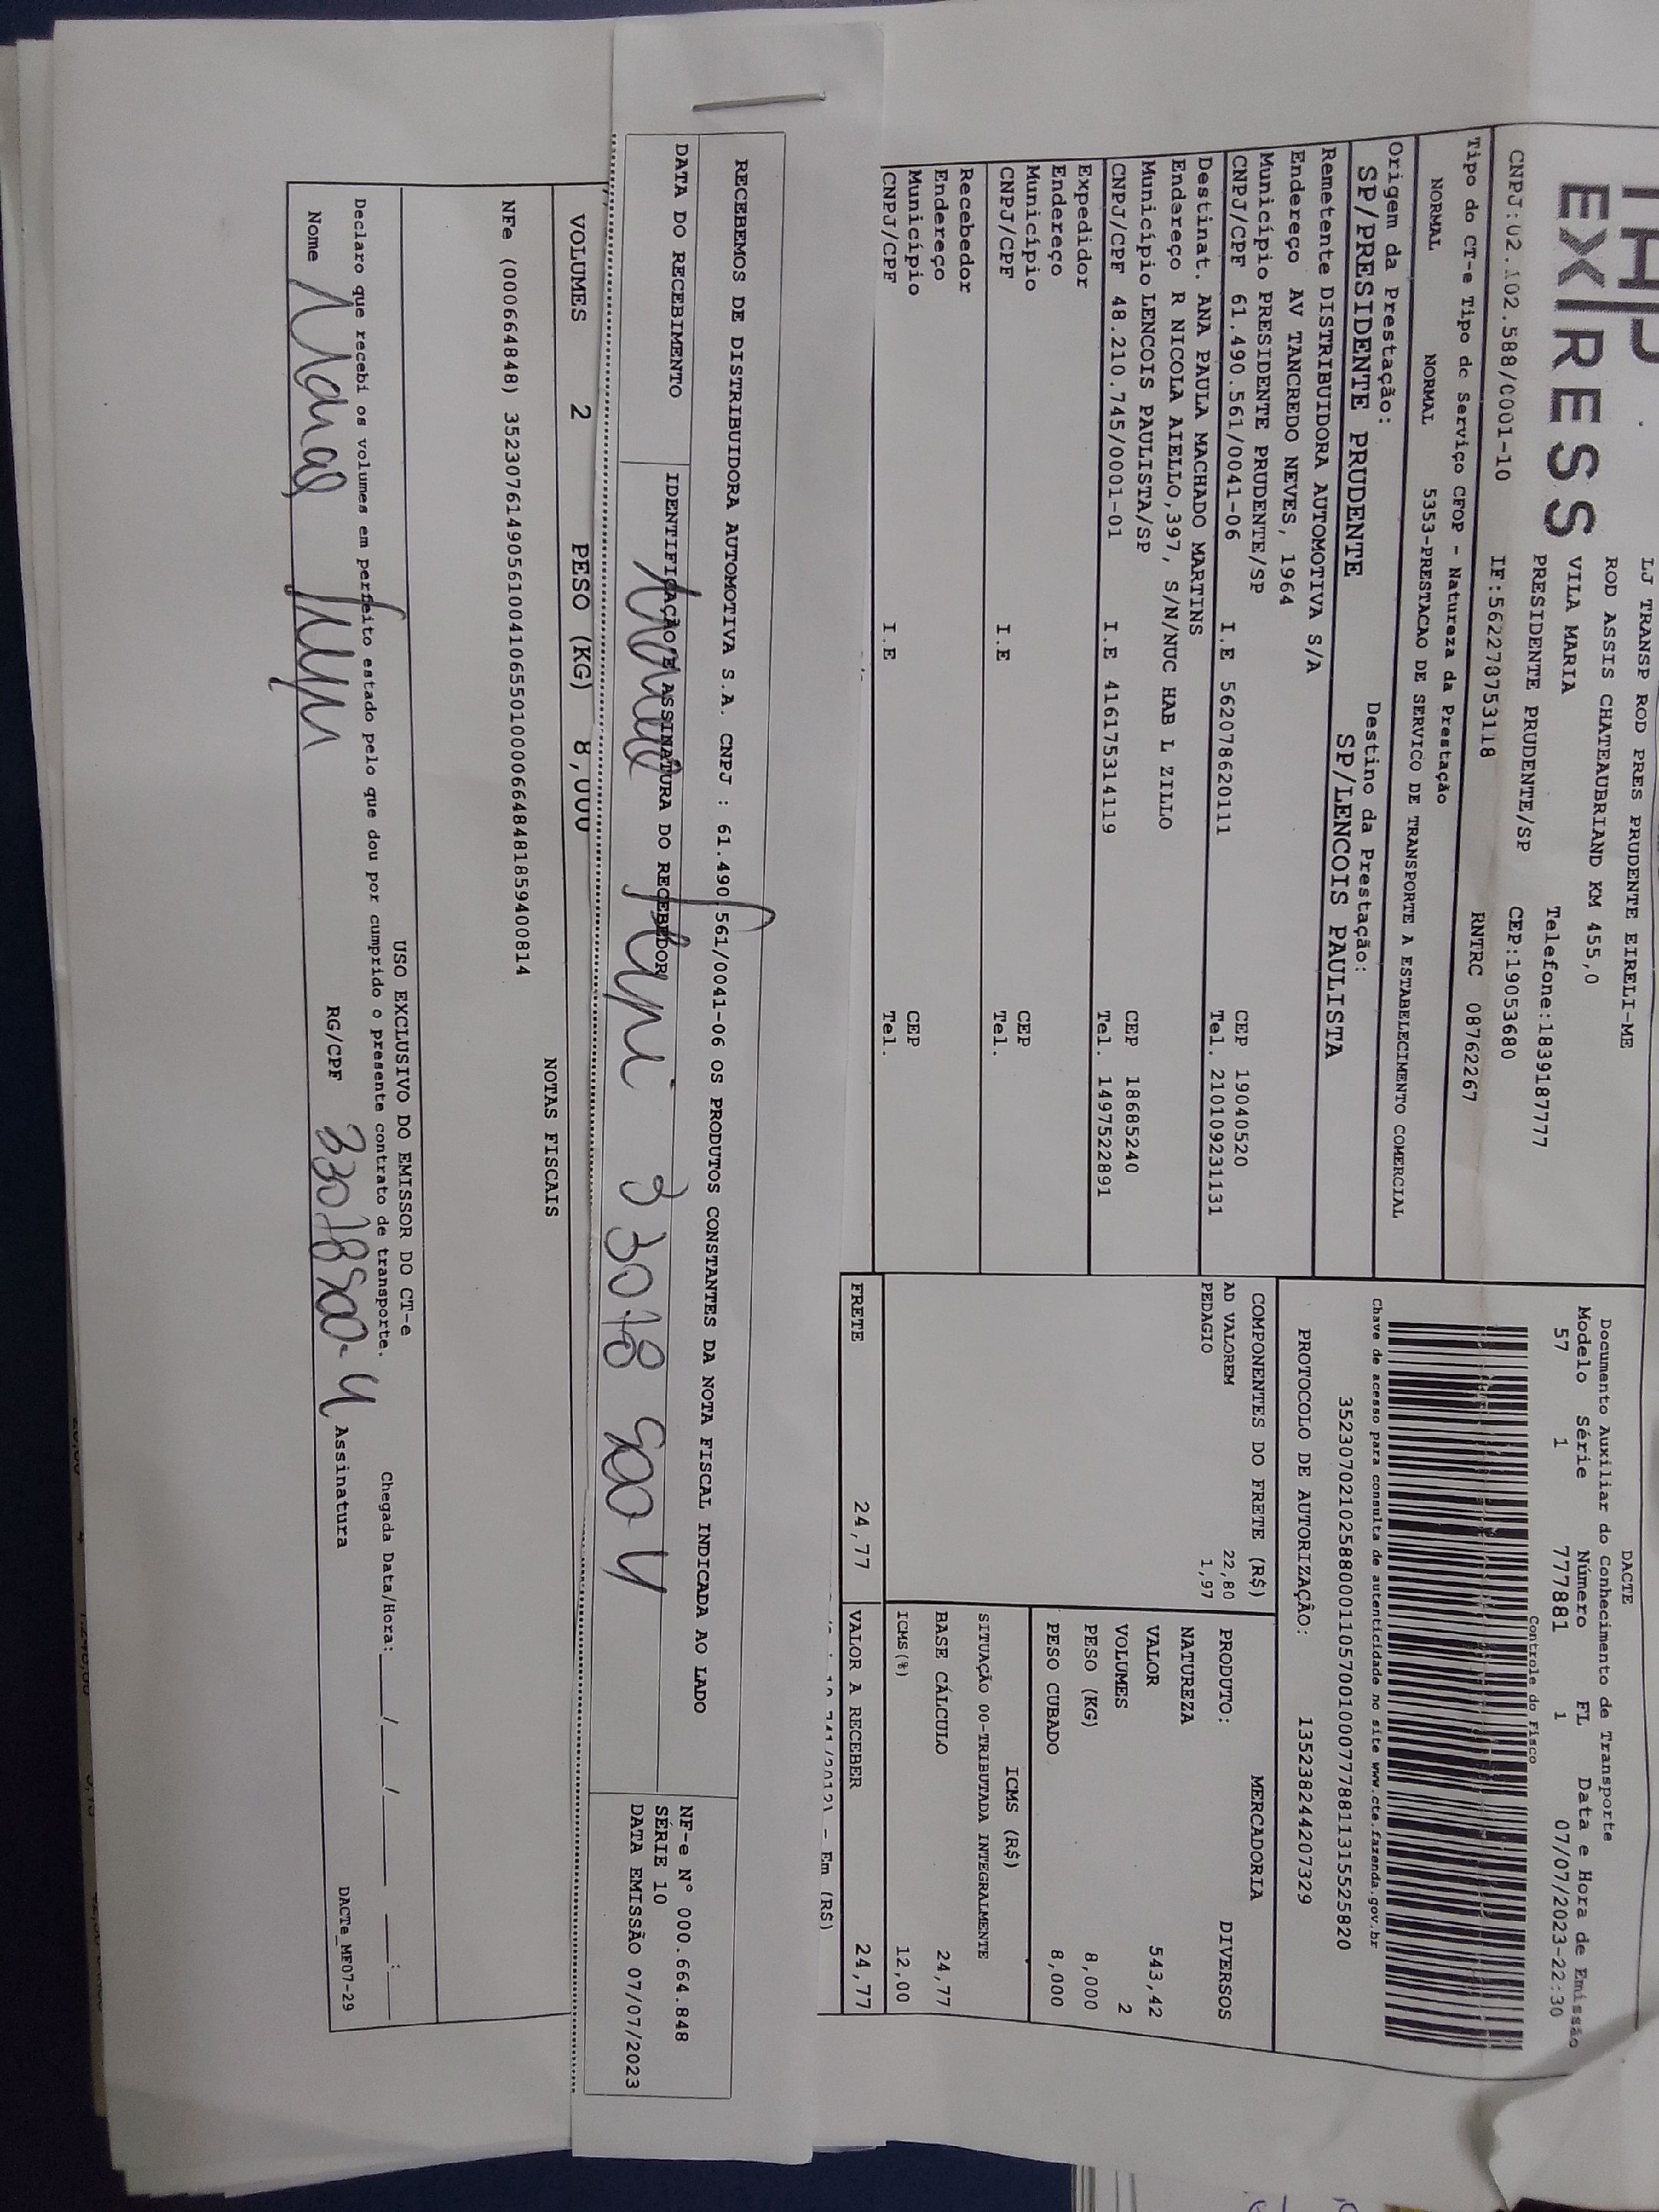 EXPRESS
CNPJ:02.102.588/0001-10
LJ TRANSP ROD PRES PRUDENTE EIRELI-ME
ROD ASSIS CHATEAUBRIAND KM 455,0
VILA MARIA Telefone:1839187777
PRESIDENTE PRUDENTE/SP CEP:19053680
IF:562278753118 RNTRC 08762267
DACTE
Documento Auxiliar do Conhecimento de Transporte
Modelo Série Número FL Data e Hora de Emissão
57 1 777881 1 07/07/2023-22:30
Controle do Fisco
Chave de acesso para consulta de autenticidade no site www.cte.fazenda.gov.br
35230702102588000110570010007778811315525820
PROTOCOLO DE AUTORIZAÇÃO: 135238244207329
Tipo do CT-e Tipo de Serviço CFOP - Natureza da Prestação
NORMAL NORMAL 5353-PRESTACAO DE SERVICO DE TRANSPORTE A ESTABELECIMENTO COMERCIAL
Origem da Prestação: Destino da Prestação:
SP/PRESIDENTE PRUDENTE SP/LENCOIS PAULISTA
Remetente DISTRIBUIDORA AUTOMOTIVA S/A
Endereço AV TANCREDO NEVES, 1964
Município PRESIDENTE PRUDENTE/SP CEP 19040520
CNPJ/CPF 61.490.561/0041-06 I.E 562078620111 Tel. 210109231131
Destinat. ANA PAULA MACHADO MARTINS
Endereço R NICOLA AIELLO,397, S/N/NUC HAB L ZILLO
Município LENCOIS PAULISTA/SP CEP 18685240
CNPJ/CPF 48.210.745/0001-01 I.E 416175314119 Tel. 1497522891
Expedidor
Endereço
Município CEP
CNPJ/CPF I.E Tel.
Recebedor
Endereço
Município CEP
CNPJ/CPF I.E Tel.
COMPONENTES DO FRETE (R$)
AD VALOREM 22,80
PEDAGIO 1,97
FRETE 24,77
MERCADORIA
PRODUTO: DIVERSOS
NATUREZA
VALOR 543,42
VOLUMES 2
PESO (KG) 8,000
PESO CUBADO 8,000
ICMS (R$)
SITUAÇÃO 00-TRIBUTADA INTEGRALMENTE
BASE CÁLCULO 24,77
ICMS(%) 12,00
VALOR A RECEBER 24,77
- Em (R$)
RECEBEMOS DE DISTRIBUIDORA AUTOMOTIVA S.A. CNPJ : 61.490.561/0041-06 OS PRODUTOS CONSTANTES DA NOTA FISCAL INDICADA AO LADO
DATA DO RECEBIMENTO IDENTIFICAÇÃO E ASSINATURA DO RECEBEDOR
NF-e Nº 000.664.848
SÉRIE 10
DATA EMISSÃO 07/07/2023
VOLUMES 2 PESO (KG) 8,000
NOTAS FISCAIS
NFe (000664848) 35230761490561004106550100006648481859400814
USO EXCLUSIVO DO EMISSOR DO CT-e
Declaro que recebi os volumes em perfeito estado pelo que dou por cumprido o presente contrato de transporte. Chegada Data/Hora:____/____/____ __:__
Nome RG/CPF Assinatura
DACTe_MF07-29